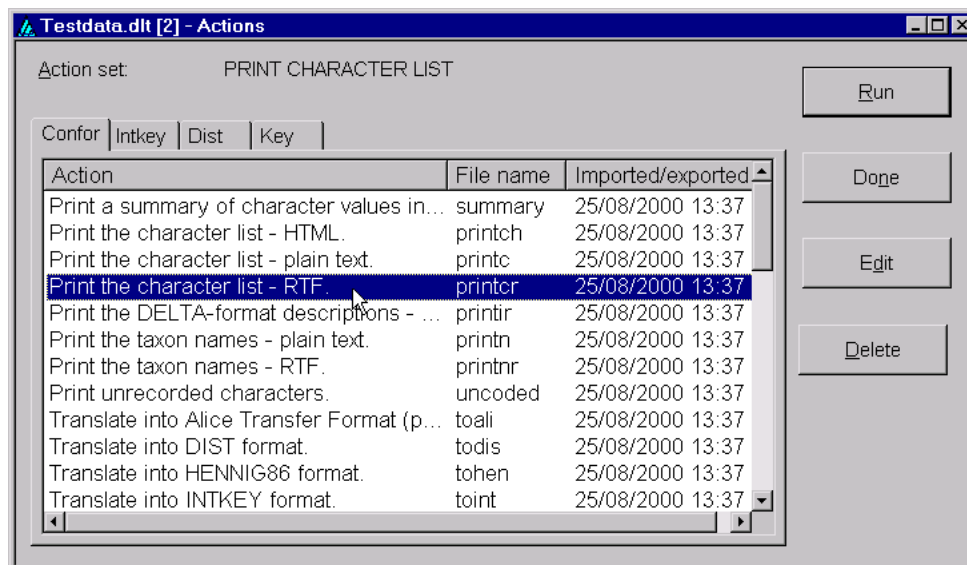 Testdata.dlt [2] - Actions
Action set: PRINT CHARACTER LIST
Run
Confor Intkey Dist Key
Action File name Imported/exported
Done
Print a summary of character values in... summary 25/08/2000 13:37
Print the character list - HTML. printch 25/08/2000 13:37
Print the character list - plain text. printc 25/08/2000 13:37
Edit
Print the character list - RTF. printcr 25/08/2000 13:37
Print the DELTA-format descriptions - ... printir 25/08/2000 13:37
Print the taxon names - plain text. printn 25/08/2000 13:37
Delete
Print the taxon names - RTF. printnr 25/08/2000 13:37
Print unrecorded characters. uncoded 25/08/2000 13:37
Translate into Alice Transfer Format (p... toali 25/08/2000 13:37
Translate into DIST format. todis 25/08/2000 13:37
Translate into HENNIG86 format. tohen 25/08/2000 13:37
Translate into INTKEY format. toint 25/08/2000 13:37